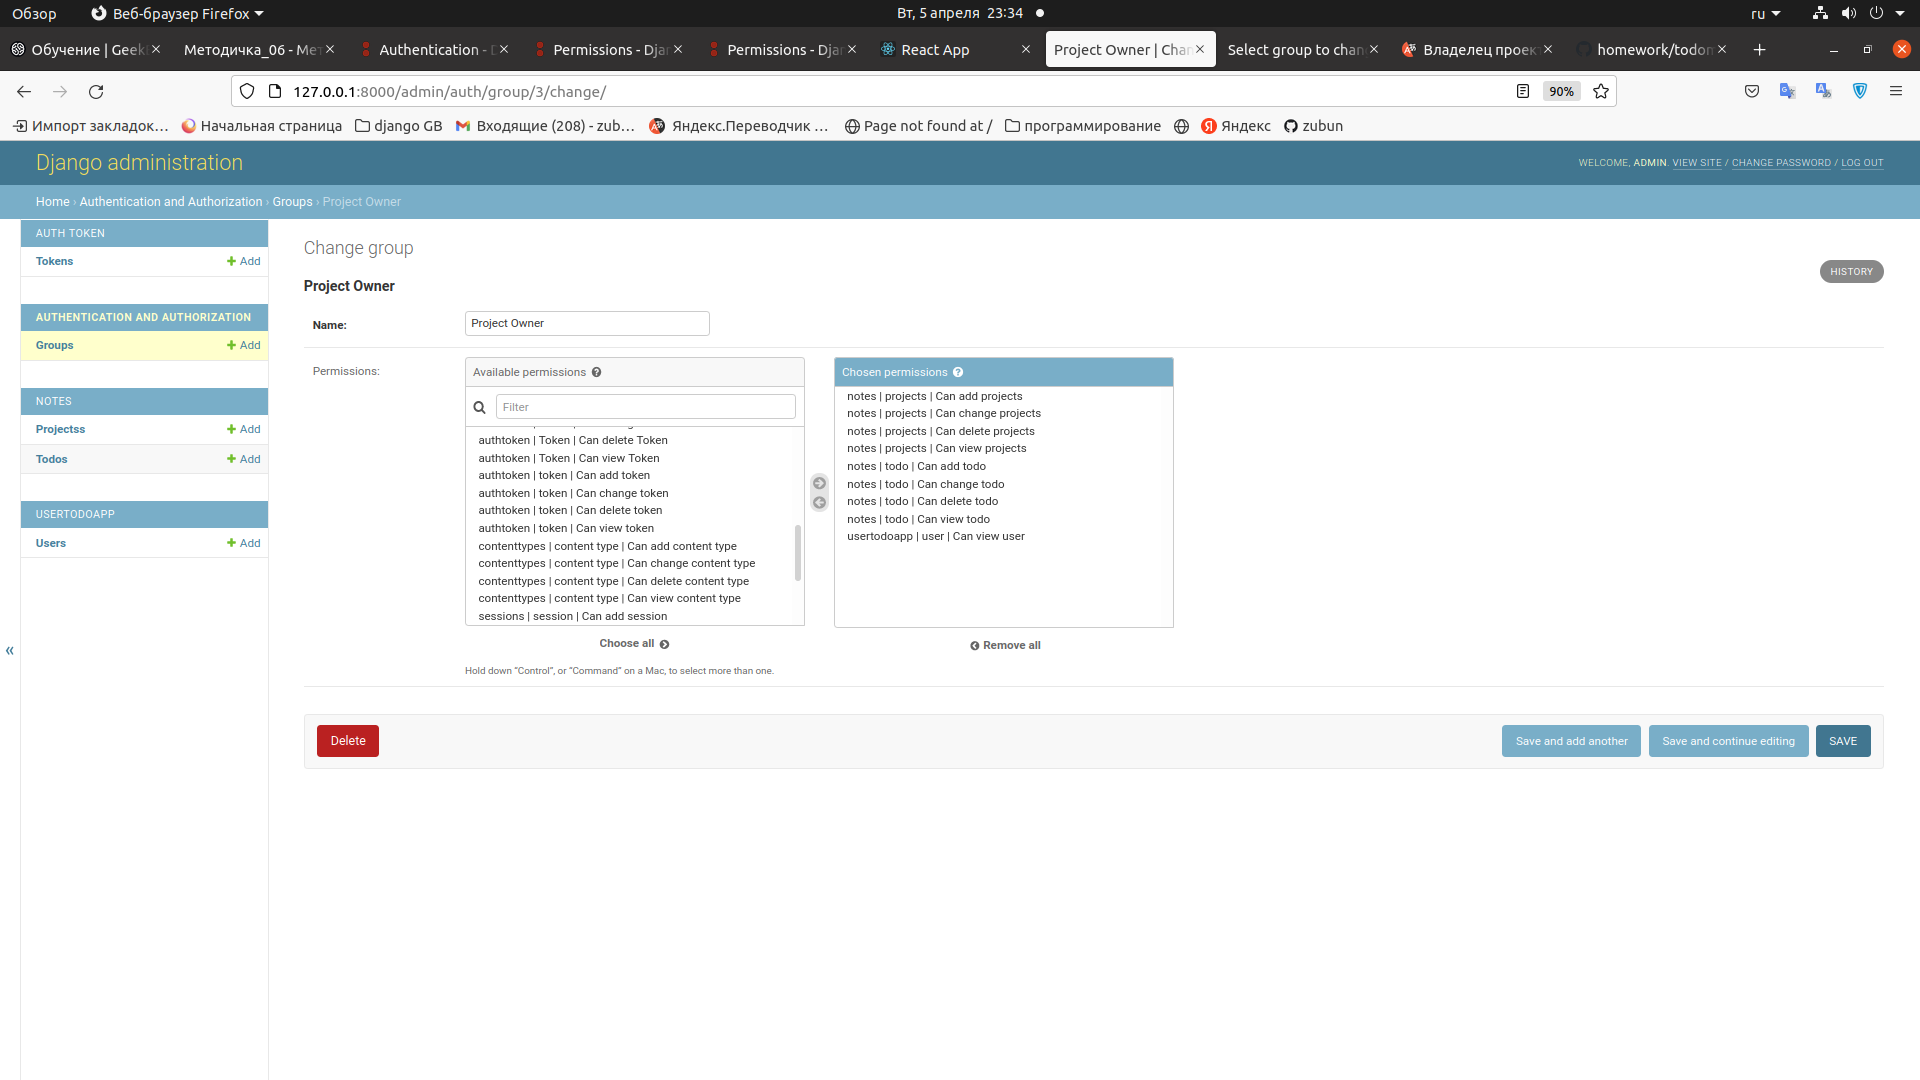 Обзор
Веб-браузер Firefox
Вт, 5 апреля 23:34
ru
Обучение | Geek
Методичка_06 - Мет
Authentication - D
Permissions - Djan
Permissions - Djan
React App
Project Owner | Chan
Select group to chan
Владелец проек
homework/todom
127.0.0.1:8000/admin/auth/group/3/change/
90%
Импорт закладок...
Начальная страница
django GB
Входящие (208) - zub...
Яндекс.Переводчик ...
Page not found at /
программирование
Яндекс
zubun
Django administration
WELCOME, ADMIN. VIEW SITE / CHANGE PASSWORD / LOG OUT
Home › Authentication and Authorization › Groups › Project Owner
AUTH TOKEN
Tokens
Add
AUTHENTICATION AND AUTHORIZATION
Groups
Add
NOTES
Projectss
Add
Todos
Add
USERTODOAPP
Users
Add
«
Change group
HISTORY
Project Owner
Name:
Project Owner
Permissions:
Available permissions
Filter
authtoken | Token | Can delete Token
authtoken | Token | Can view Token
authtoken | token | Can add token
authtoken | token | Can change token
authtoken | token | Can delete token
authtoken | token | Can view token
contenttypes | content type | Can add content type
contenttypes | content type | Can change content type
contenttypes | content type | Can delete content type
contenttypes | content type | Can view content type
sessions | session | Can add session
Choose all
Chosen permissions
notes | projects | Can add projects
notes | projects | Can change projects
notes | projects | Can delete projects
notes | projects | Can view projects
notes | todo | Can add todo
notes | todo | Can change todo
notes | todo | Can delete todo
notes | todo | Can view todo
usertodoapp | user | Can view user
Remove all
Hold down “Control”, or “Command” on a Mac, to select more than one.
Delete
Save and add another
Save and continue editing
SAVE